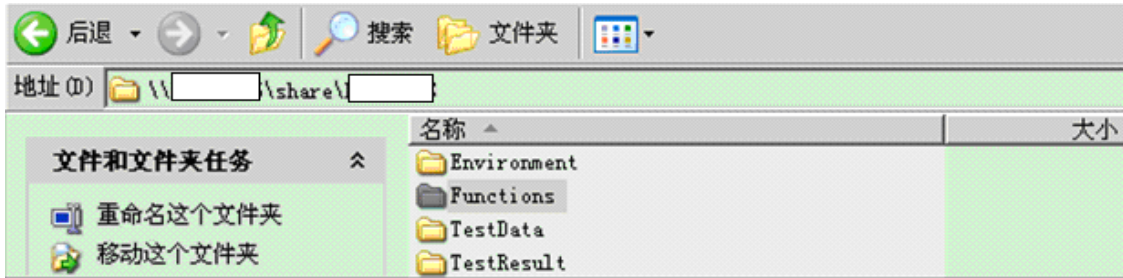 后退 搜索 文件夹
地址(D) \\ \share\
名称 大小
文件和文件夹任务
Environment
Functions
重命名这个文件夹
TestData
移动这个文件夹
TestResult